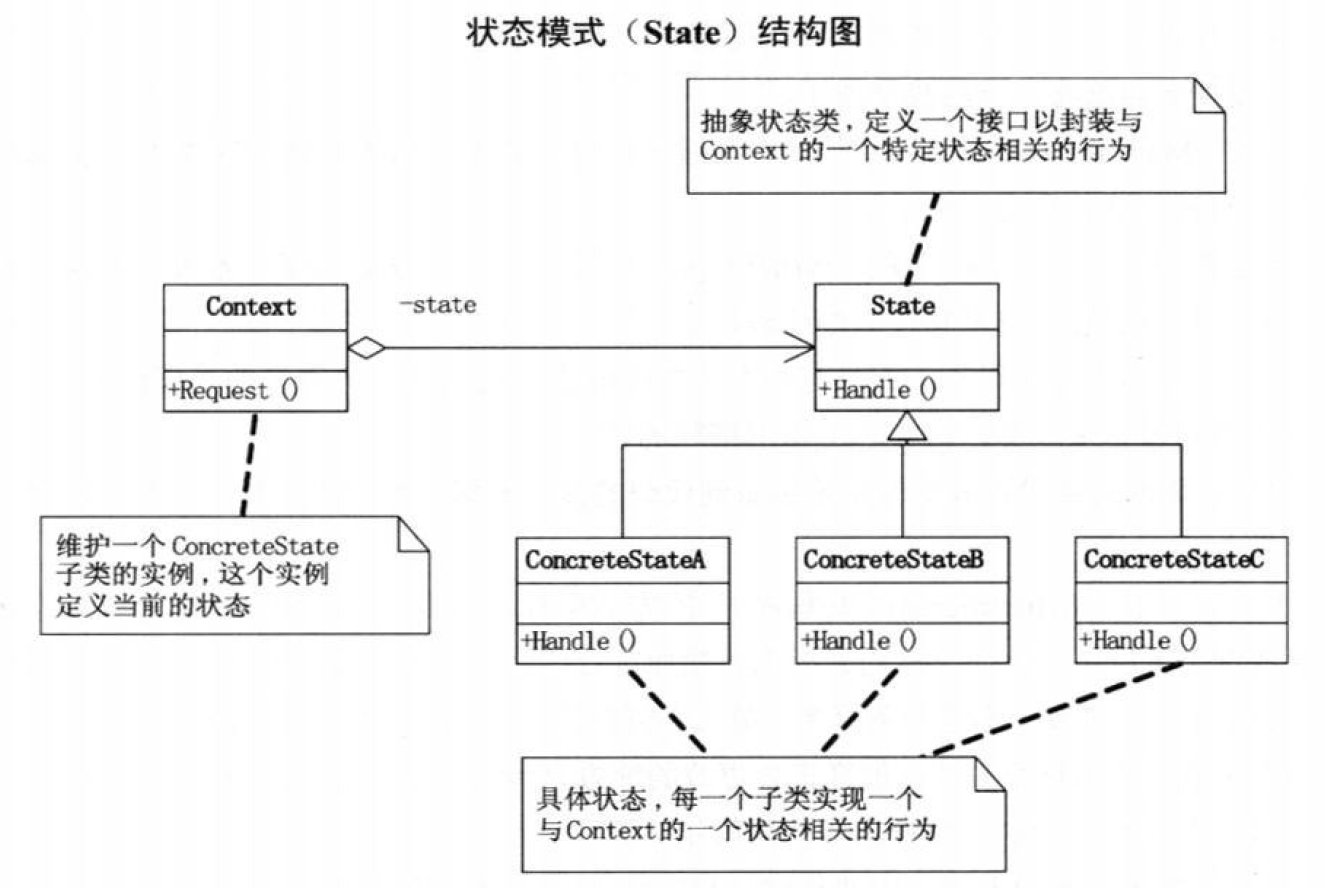 状态模式（State）结构图
抽象状态类，定义一个接口以封装与
Context 的一个特定状态相关的行为
Context
-state
State
+Request ()
+Handle ()
维护一个 ConcreteState
子类的实例，这个实例
定义当前的状态
ConcreteStateA
ConcreteStateB
ConcreteStateC
+Handle ()
+Handle ()
+Handle ()
具体状态，每一个子类实现一个
与Context的一个状态相关的行为